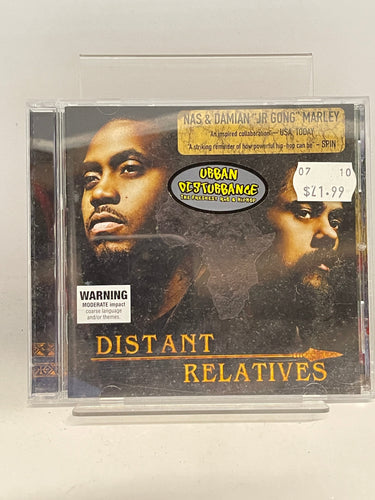 NAS & DAMIAN "JR GONG" MARLEY
"An inspired collaboration" – USA TODAY
"A striking reminder of how powerful hip-hop can be" – SPIN
URBAN
DISTURBANCE
THE FRESHEST RnB & HIPHOP
07 10
$21.99
WARNING
MODERATE impact
coarse language
and/or themes
DISTANT
RELATIVES